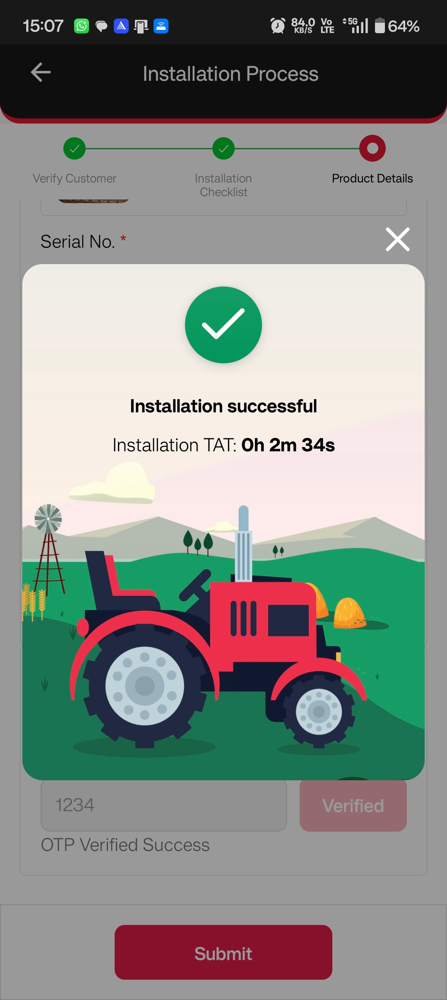 15:07
84.0
KB/S
Vo
LTE
5G
64%
Installation Process
Verify Customer
Installation
Checklist
Product Details
Serial No. *
Installation successful
Installation TAT: 0h 2m 34s
1234
Verified
OTP Verified Success
Submit